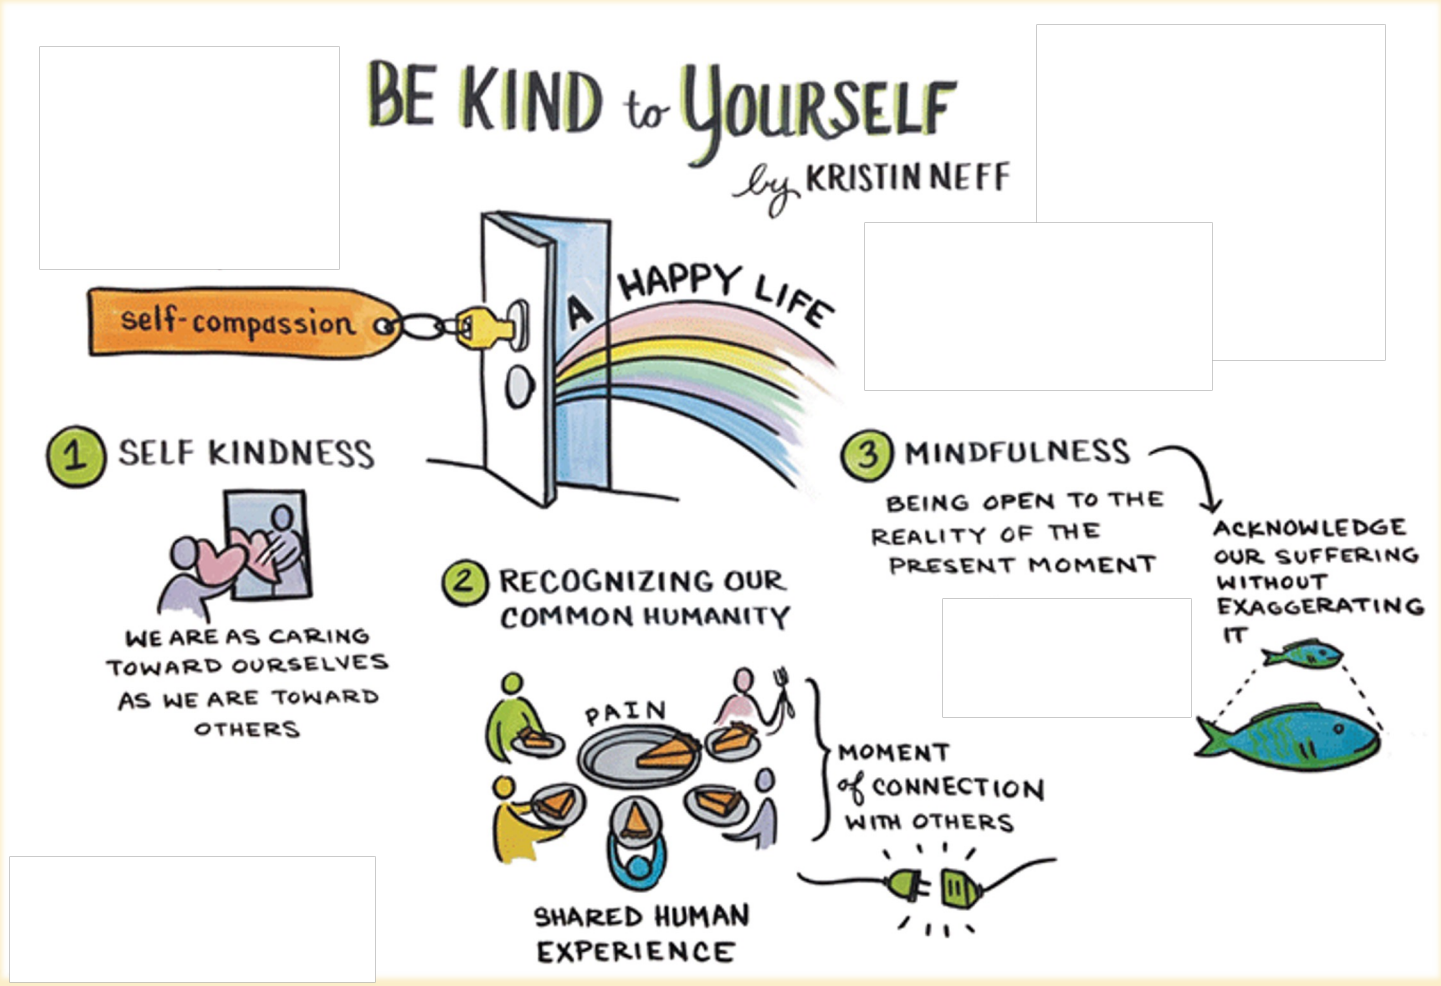 BE KIND to YOURSELF
by KRISTIN NEFF
self-compassion
A HAPPY LIFE
1 SELF KINDNESS
WE ARE AS CARING
TOWARD OURSELVES
AS WE ARE TOWARD
OTHERS
2 RECOGNIZING OUR
COMMON HUMANITY
PAIN
MOMENT
of CONNECTION
WITH OTHERS
SHARED HUMAN
EXPERIENCE
3 MINDFULNESS
BEING OPEN TO THE
REALITY OF THE
PRESENT MOMENT
ACKNOWLEDGE
OUR SUFFERING
WITHOUT
EXAGGERATING
IT